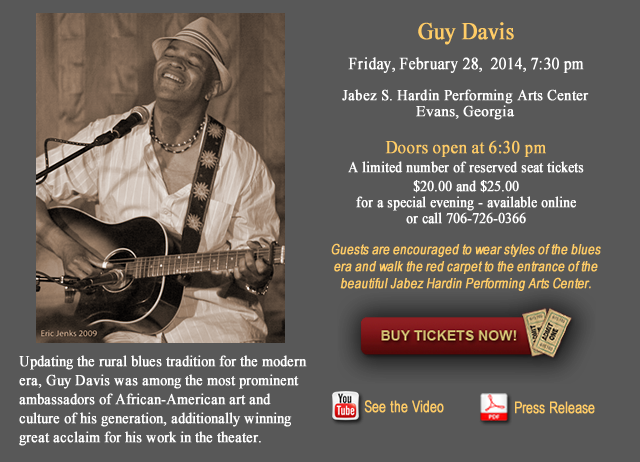 Guy Davis
Friday, February 28, 2014, 7:30 pm
Jabez S. Hardin Performing Arts Center
Evans, Georgia
Doors open at 6:30 pm
A limited number of reserved seat tickets
$20.00 and $25.00
for a special evening - available online
or call 706-726-0366
Guests are encouraged to wear styles of the blues
era and walk the red carpet to the entrance of the
beautiful Jabez Hardin Performing Arts Center.
BUY TICKETS NOW!
ADMIT
ONE
Eric Jenks 2009
Updating the rural blues tradition for the modern
era, Guy Davis was among the most prominent
ambassadors of African-American art and
culture of his generation, additionally winning
great acclaim for his work in the theater.
You
Tube
See the Video
PDF
Press Release